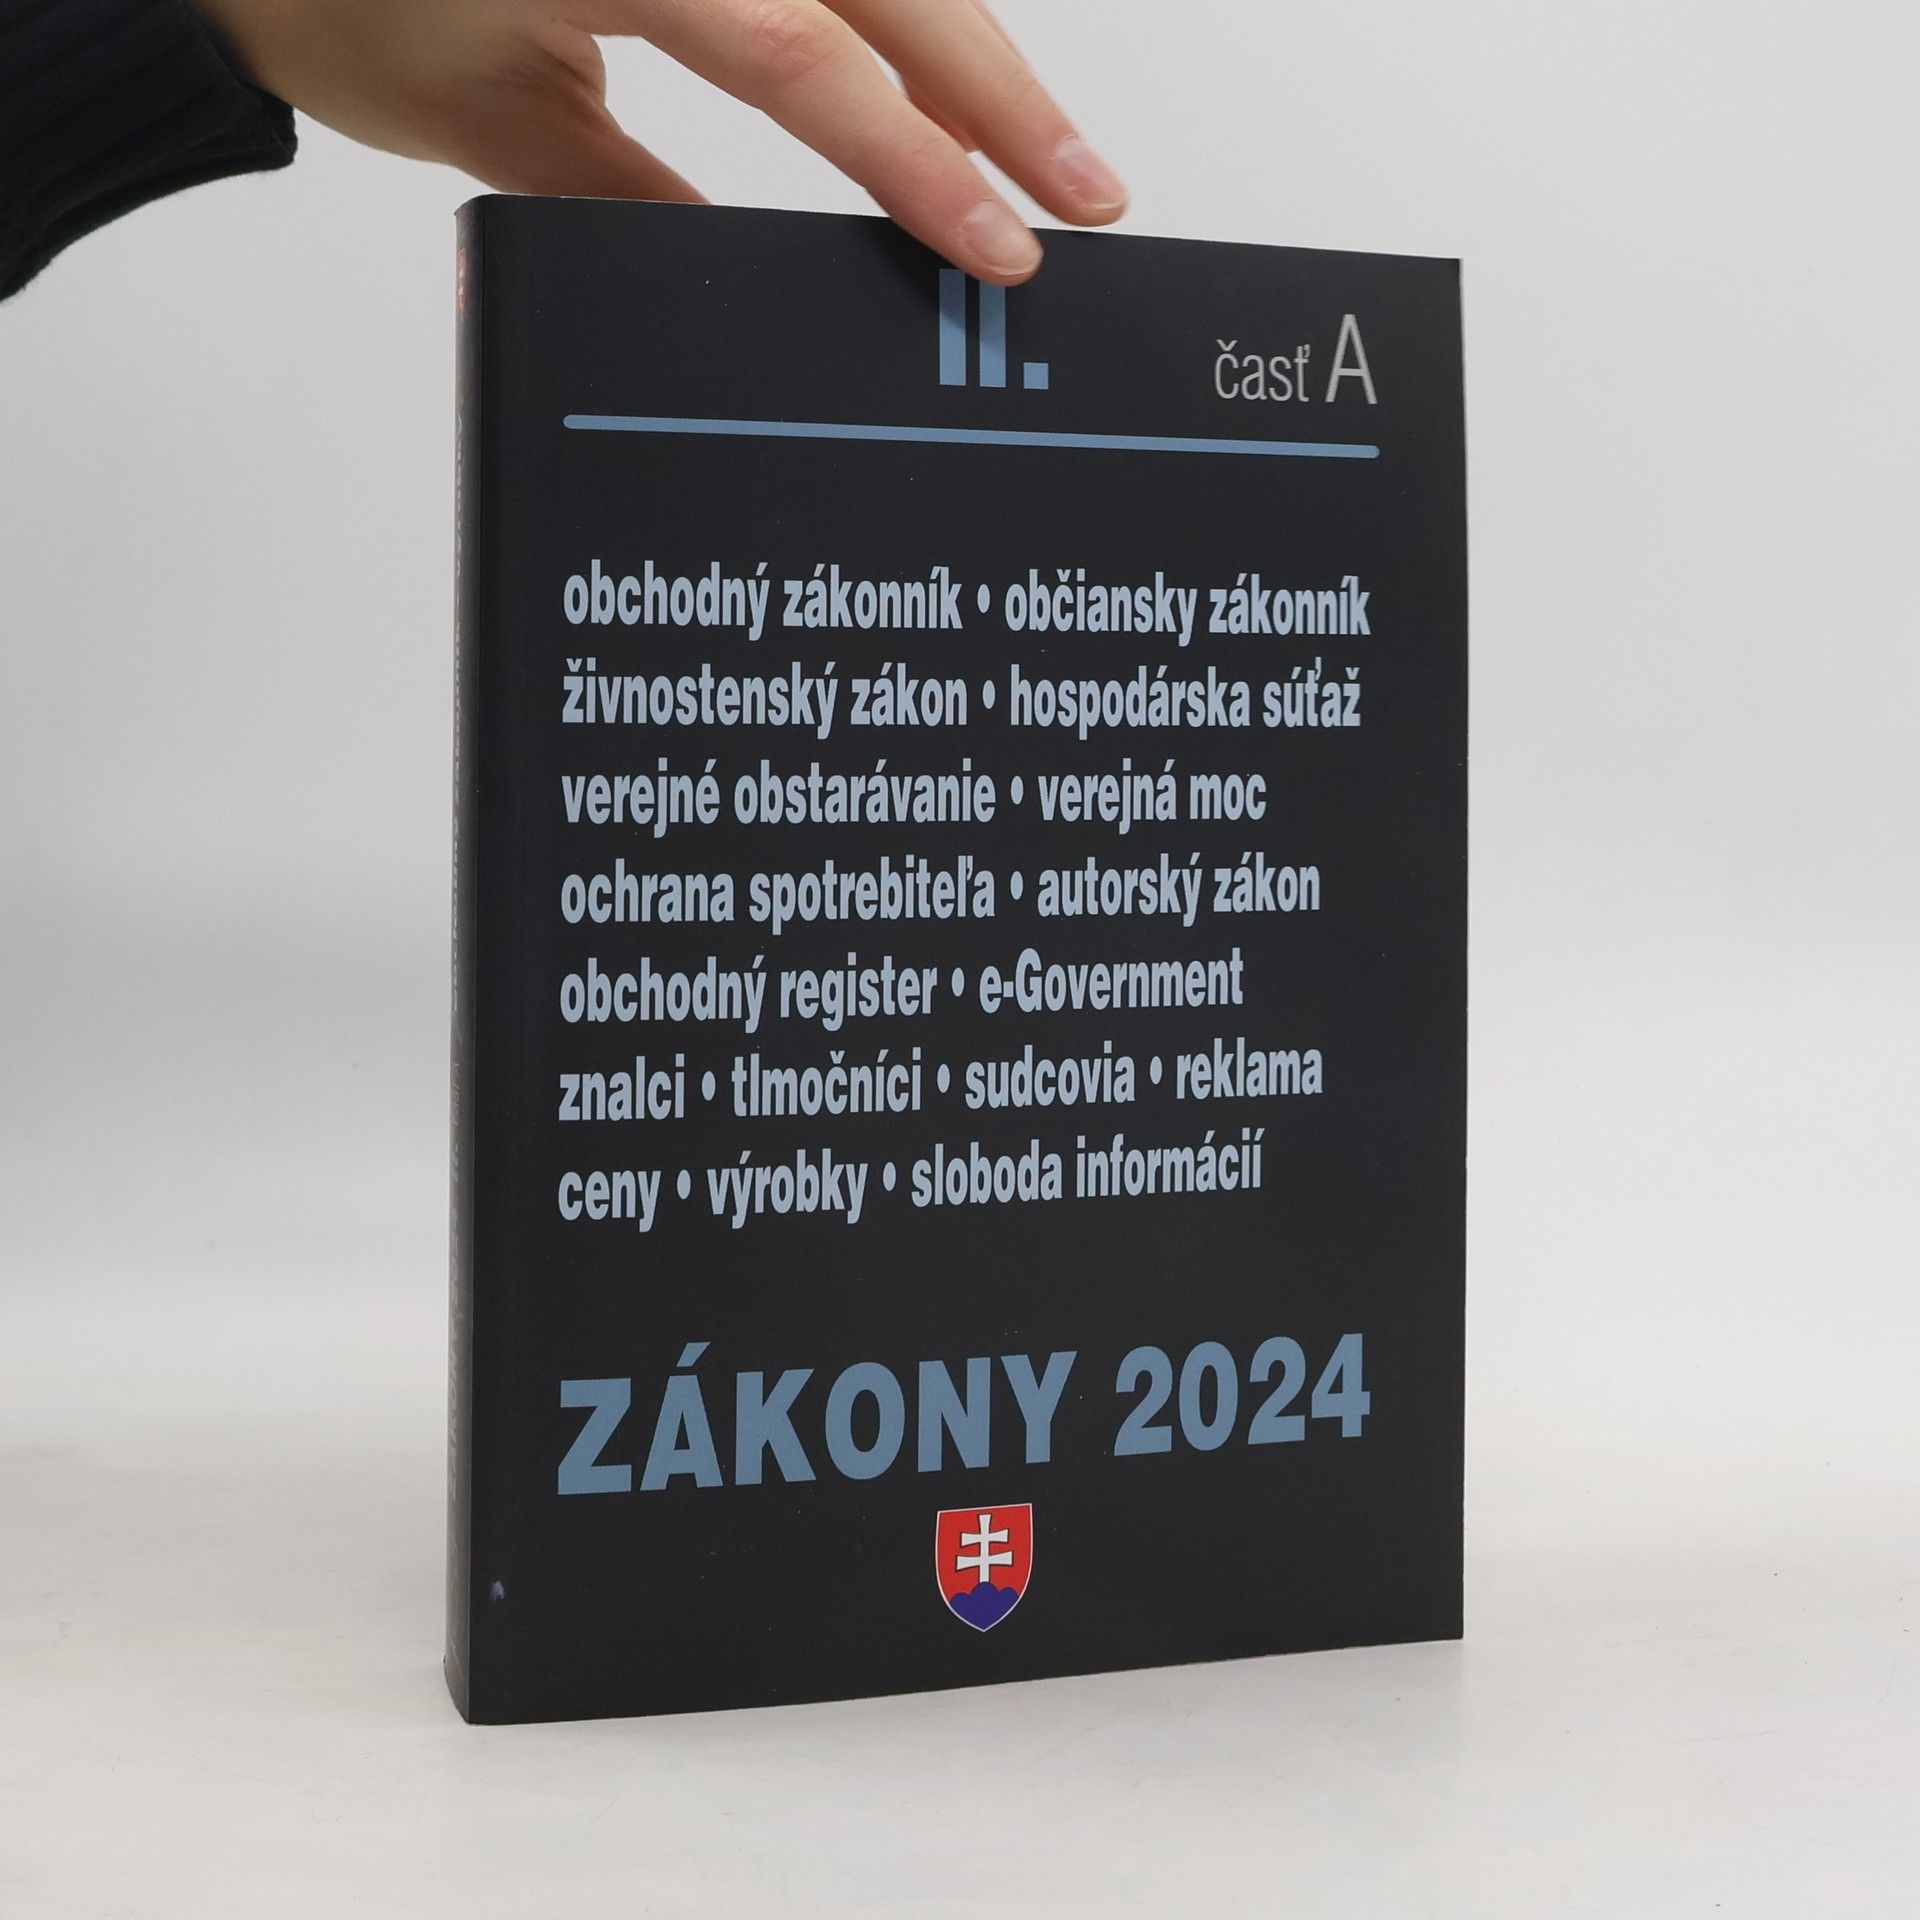 II.
časť A
obchodný zákonník • občiansky zákonník
živnostenský zákon • hospodárska súťaž
verejné obstarávanie • verejná moc
ochrana spotrebiteľa • autorský zákon
obchodný register • e-Government
znalci • tlmočníci • sudcovia • reklama
ceny • výrobky • sloboda informácií
ZÁKONY 2024